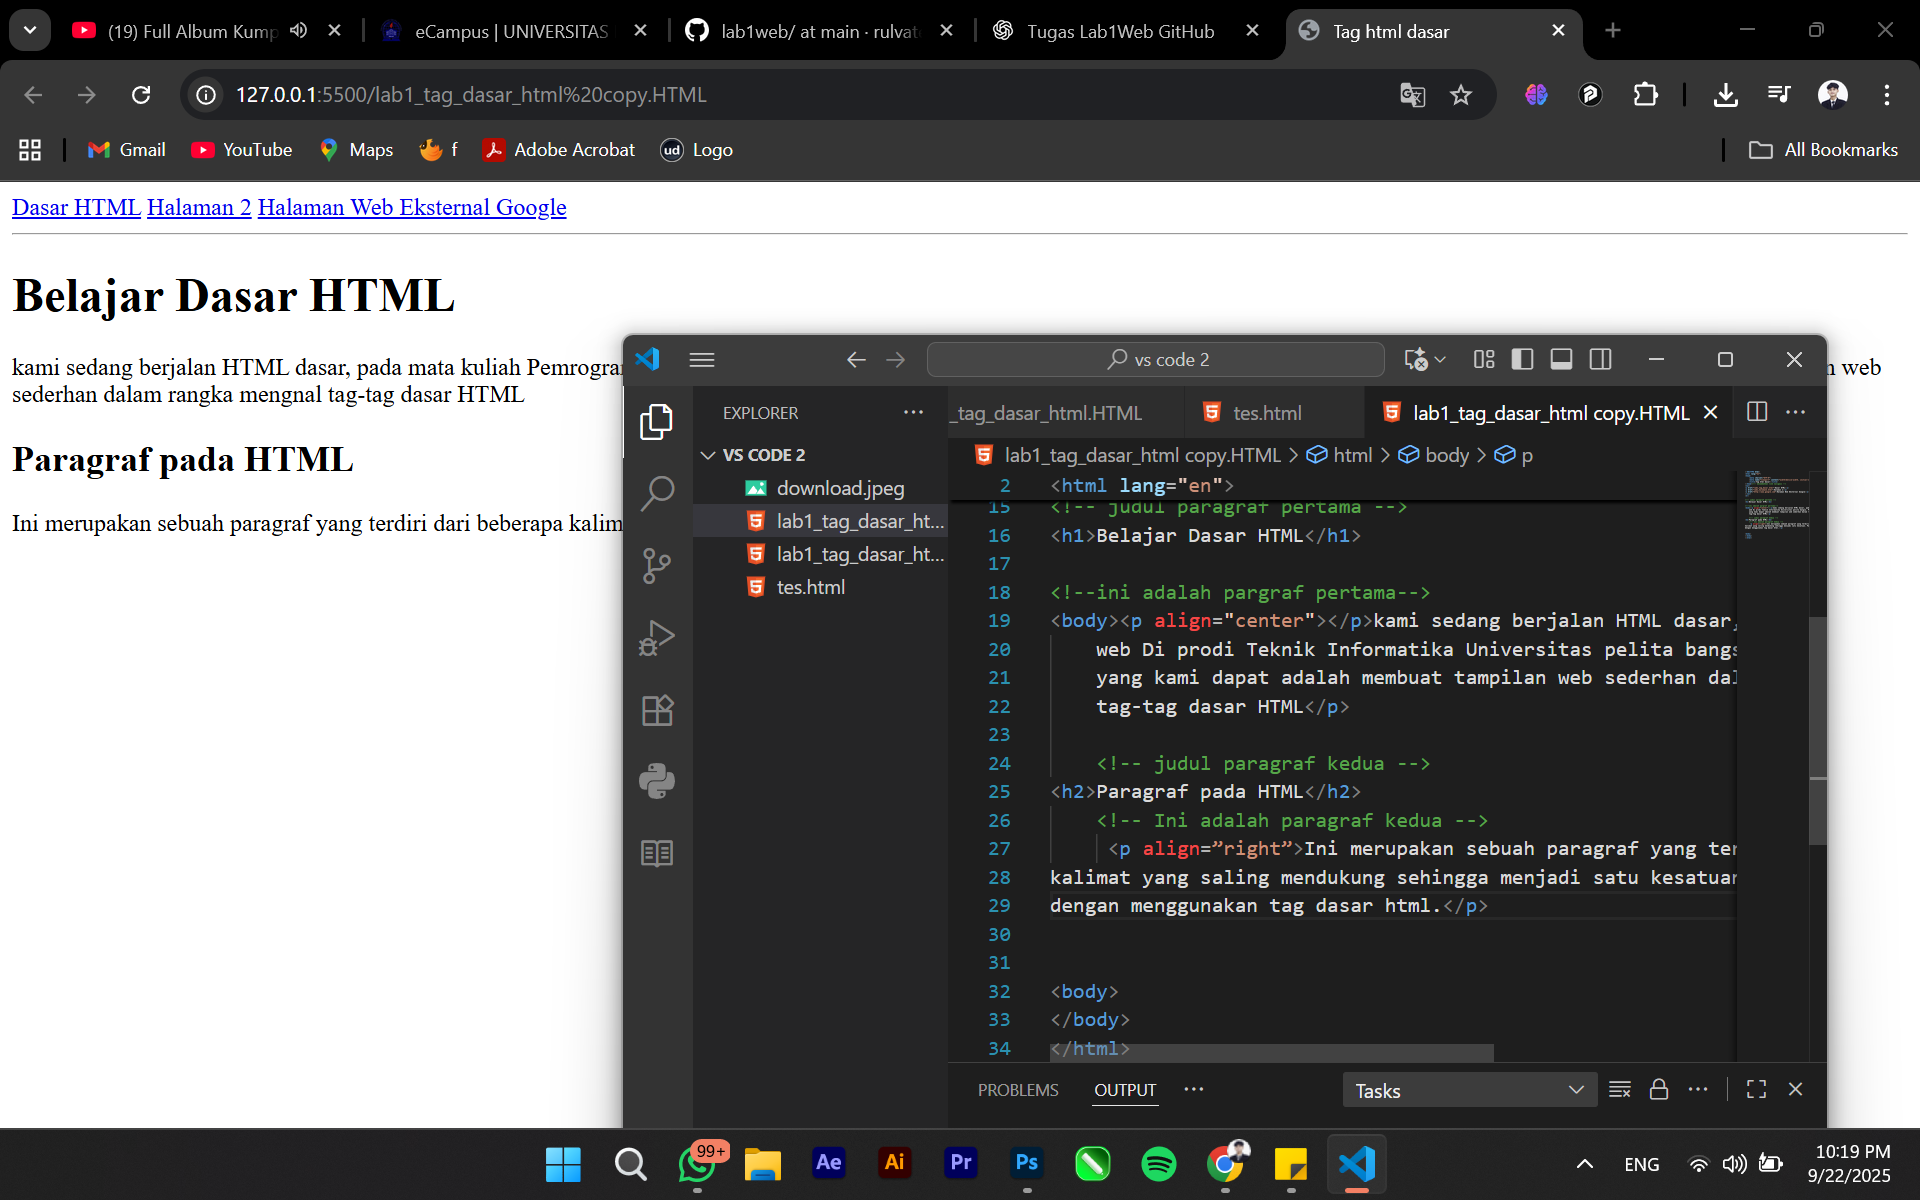 (19) Full Album Kump
eCampus | UNIVERSITAS
lab1web/ at main · rulvat
Tugas Lab1Web GitHub
Tag html dasar
127.0.0.1:5500/lab1_tag_dasar_html%20copy.HTML
Gmail
YouTube
Maps
f
Adobe Acrobat
ud
Logo
All Bookmarks
Dasar HTML Halaman 2 Halaman Web Eksternal Google
Belajar Dasar HTML
kami sedang berjalan HTML dasar, pada mata kuliah Pemrogra
n web
sederhan dalam rangka mengnal tag-tag dasar HTML
Paragraf pada HTML
Ini merupakan sebuah paragraf yang terdiri dari beberapa kalim
vs code 2
EXPLORER
_tag_dasar_html.HTML
tes.html
lab1_tag_dasar_html copy.HTML
VS CODE 2
download.jpeg
lab1_tag_dasar_ht...
lab1_tag_dasar_ht...
tes.html
lab1_tag_dasar_html copy.HTML > html > body > p
2 <html lang="en">
15 <!-- judul paragraf pertama -->
16 <h1>Belajar Dasar HTML</h1>
17
18 <!--ini adalah pargraf pertama-->
19 <body><p align="center"></p>kami sedang berjalan HTML dasar,
20 web Di prodi Teknik Informatika Universitas pelita bangs
21 yang kami dapat adalah membuat tampilan web sederhan dal
22 tag-tag dasar HTML</p>
23
24 <!-- judul paragraf kedua -->
25 <h2>Paragraf pada HTML</h2>
26 <!-- Ini adalah paragraf kedua -->
27 <p align=”right”>Ini merupakan sebuah paragraf yang ter
28 kalimat yang saling mendukung sehingga menjadi satu kesatuan
29 dengan menggunakan tag dasar html.</p>
30
31
32 <body>
33 </body>
34 </html>
PROBLEMS
OUTPUT
Tasks
99+
Ae
Ai
Pr
Ps
ENG
10:19 PM
9/22/2025